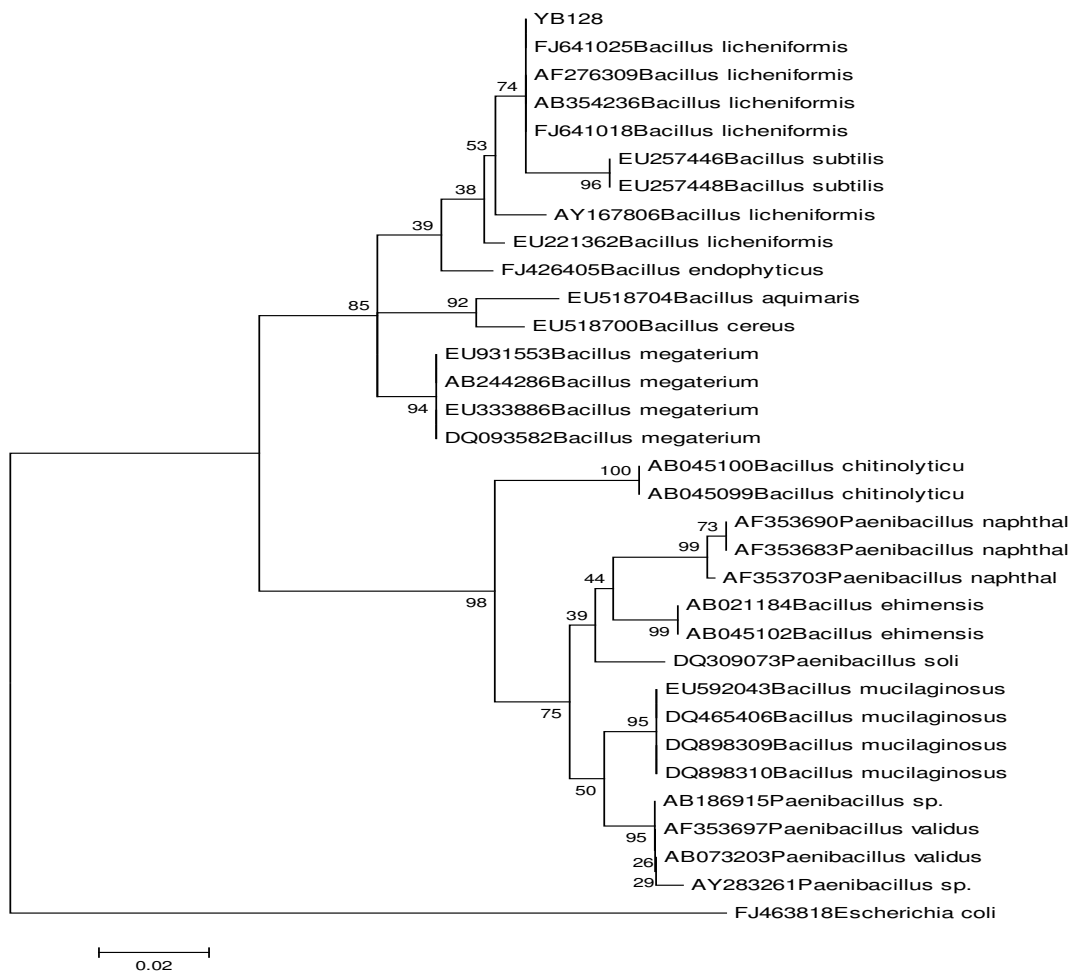 YB128
FJ641025Bacillus licheniformis
AF276309Bacillus licheniformis
74
AB354236Bacillus licheniformis
FJ641018Bacillus licheniformis
53
EU257446Bacillus subtilis
96
EU257448Bacillus subtilis
38
AY167806Bacillus licheniformis
39
EU221362Bacillus licheniformis
FJ426405Bacillus endophyticus
85
92
EU518704Bacillus aquimaris
EU518700Bacillus cereus
EU931553Bacillus megaterium
AB244286Bacillus megaterium
94
EU333886Bacillus megaterium
DQ093582Bacillus megaterium
100
AB045100Bacillus chitinolyticu
AB045099Bacillus chitinolyticu
73
AF353690Paenibacillus naphthal
99
AF353683Paenibacillus naphthal
44
AF353703Paenibacillus naphthal
98
39
AB021184Bacillus ehimensis
99
AB045102Bacillus ehimensis
DQ309073Paenibacillus soli
EU592043Bacillus mucilaginosus
75
95
DQ465406Bacillus mucilaginosus
DQ898309Bacillus mucilaginosus
DQ898310Bacillus mucilaginosus
50
AB186915Paenibacillus sp.
95
AF353697Paenibacillus validus
26
AB073203Paenibacillus validus
29
AY283261Paenibacillus sp.
FJ463818Escherichia coli
0.02